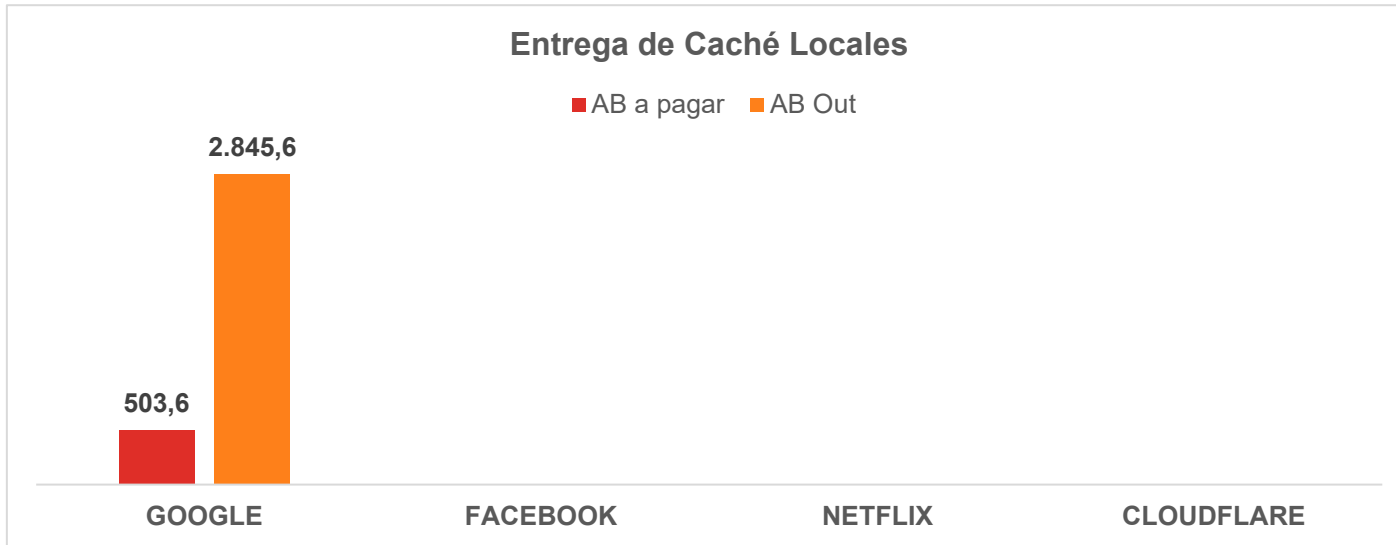 Entrega de Caché Locales
AB a pagar AB Out
2.845,6
503,6
GOOGLE FACEBOOK NETFLIX CLOUDFLARE